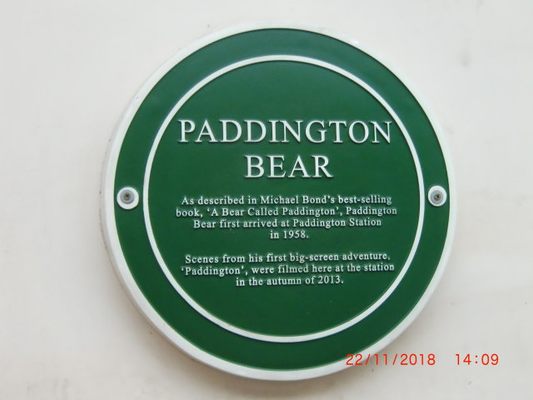 PADDINGTON
BEAR
As described in Michael Bond's best-selling
book, 'A Bear Called Paddington', Paddington
Bear first arrived at Paddington Station
in 1958.
Scenes from his first big-screen adventure,
'Paddington', were filmed here at the station
in the autumn of 2013.
22/11/2018 14:09